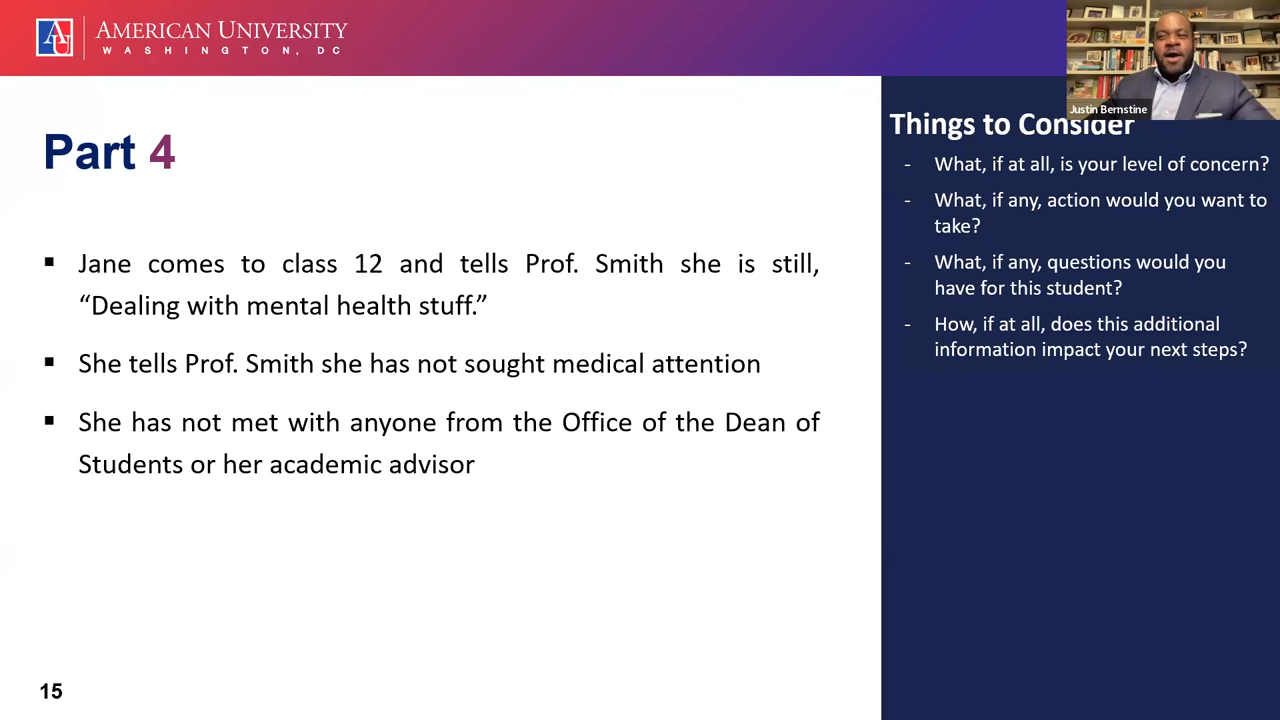 AMERICAN UNIVERSITY
WASHINGTON, DC
Justin Bernstine
Part 4
▪ Jane comes to class 12 and tells Prof. Smith she is still,
“Dealing with mental health stuff.”
▪ She tells Prof. Smith she has not sought medical attention
▪ She has not met with anyone from the Office of the Dean of
Students or her academic advisor
Things to Consider
- What, if at all, is your level of concern?
- What, if any, action would you want to
take?
- What, if any, questions would you
have for this student?
- How, if at all, does this additional
information impact your next steps?
15